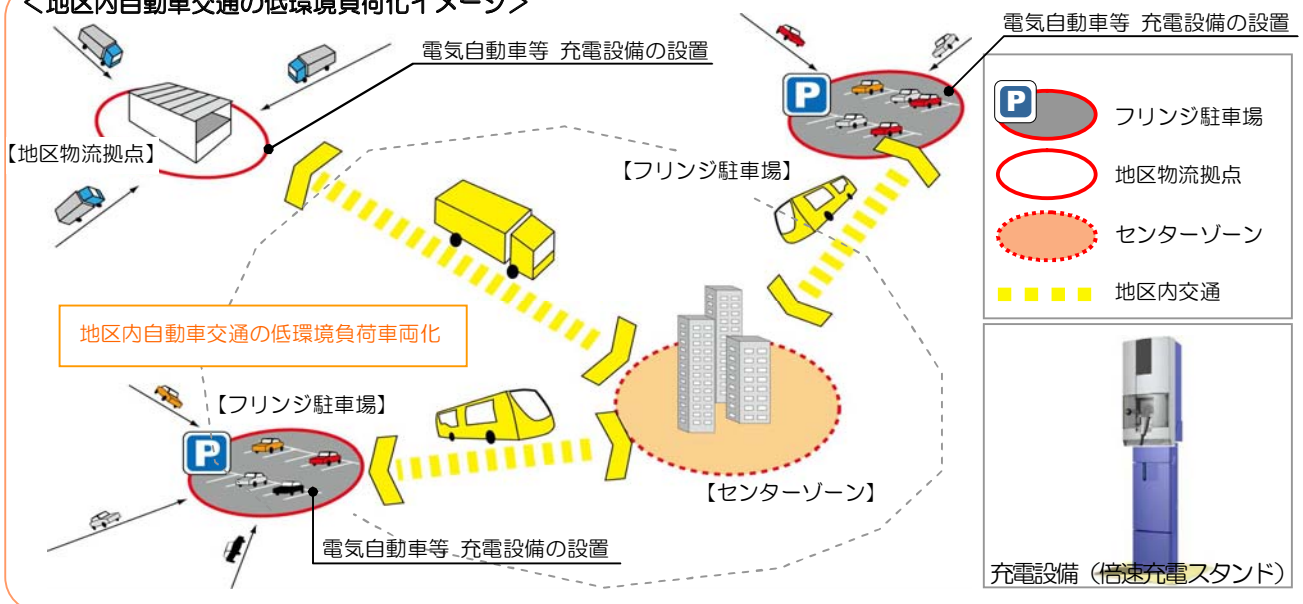 ＜地区内自動車交通の低環境負荷化イメージ＞
電気自動車等 充電設備の設置
電気自動車等 充電設備の設置
P
【地区物流拠点】
【フリンジ駐車場】
地区内自動車交通の低環境負荷車両化
【フリンジ駐車場】
P
【センターゾーン】
電気自動車等 充電設備の設置
P
フリンジ駐車場
地区物流拠点
センターゾーン
地区内交通
充電設備（倍速充電スタンド）